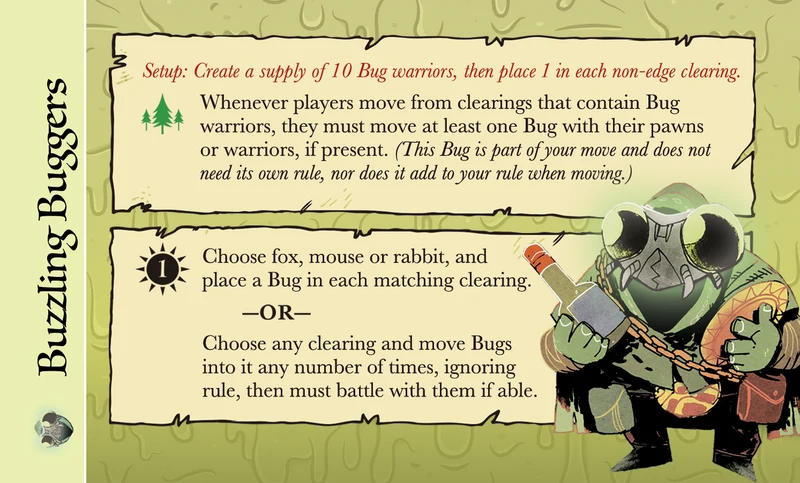 Buzzling Buggers
Setup: Create a supply of 10 Bug warriors, then place 1 in each non-edge clearing.
Whenever players move from clearings that contain Bug
warriors, they must move at least one Bug with their pawns
or warriors, if present. (This Bug is part of your move and does not
need its own rule, nor does it add to your rule when moving.)
1
Choose fox, mouse or rabbit, and
place a Bug in each matching clearing.
—OR—
Choose any clearing and move Bugs
into it any number of times, ignoring
rule, then must battle with them if able.